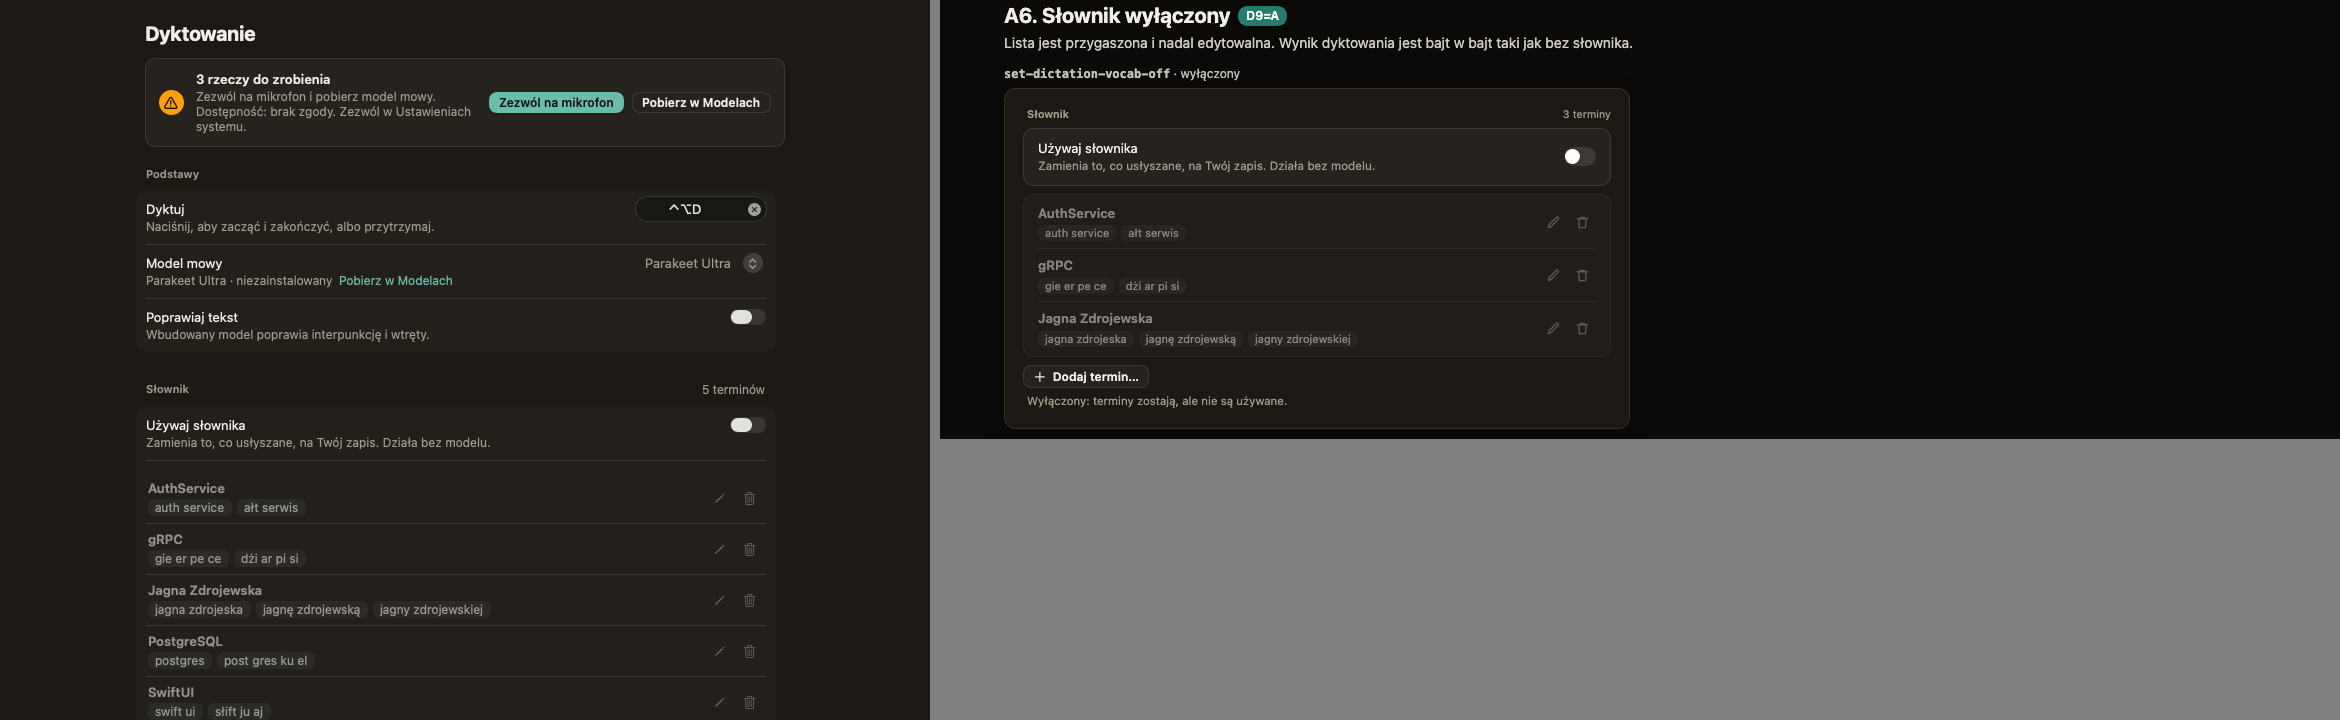 Dyktowanie
3 rzeczy do zrobienia
Zezwól na mikrofon i pobierz model mowy.
Dostępność: brak zgody. Zezwól w Ustawieniach
systemu.
Zezwól na mikrofon
Pobierz w Modelach
Podstawy
Dyktuj
⌃⌥D
Naciśnij, aby zacząć i zakończyć, albo przytrzymaj.
Model mowy
Parakeet Ultra
Parakeet Ultra · niezainstalowany Pobierz w Modelach
Poprawiaj tekst
Wbudowany model poprawia interpunkcję i wtręty.
Słownik
5 terminów
Używaj słownika
Zamienia to, co usłyszane, na Twój zapis. Działa bez modelu.
AuthService
auth service ałt serwis
gRPC
gie er pe ce dżi ar pi si
Jagna Zdrojewska
jagna zdrojeska jagnę zdrojewską jagny zdrojewskiej
PostgreSQL
postgres post gres ku el
SwiftUI
swift ui słift ju aj
A6. Słownik wyłączony D9=A
Lista jest przygaszona i nadal edytowalna. Wynik dyktowania jest bajt w bajt taki jak bez słownika.
set-dictation-vocab-off · wyłączony
Słownik
3 terminy
Używaj słownika
Zamienia to, co usłyszane, na Twój zapis. Działa bez modelu.
AuthService
auth service ałt serwis
gRPC
gie er pe ce dżi ar pi si
Jagna Zdrojewska
jagna zdrojeska jagnę zdrojewską jagny zdrojewskiej
+ Dodaj termin...
Wyłączony: terminy zostają, ale nie są używane.